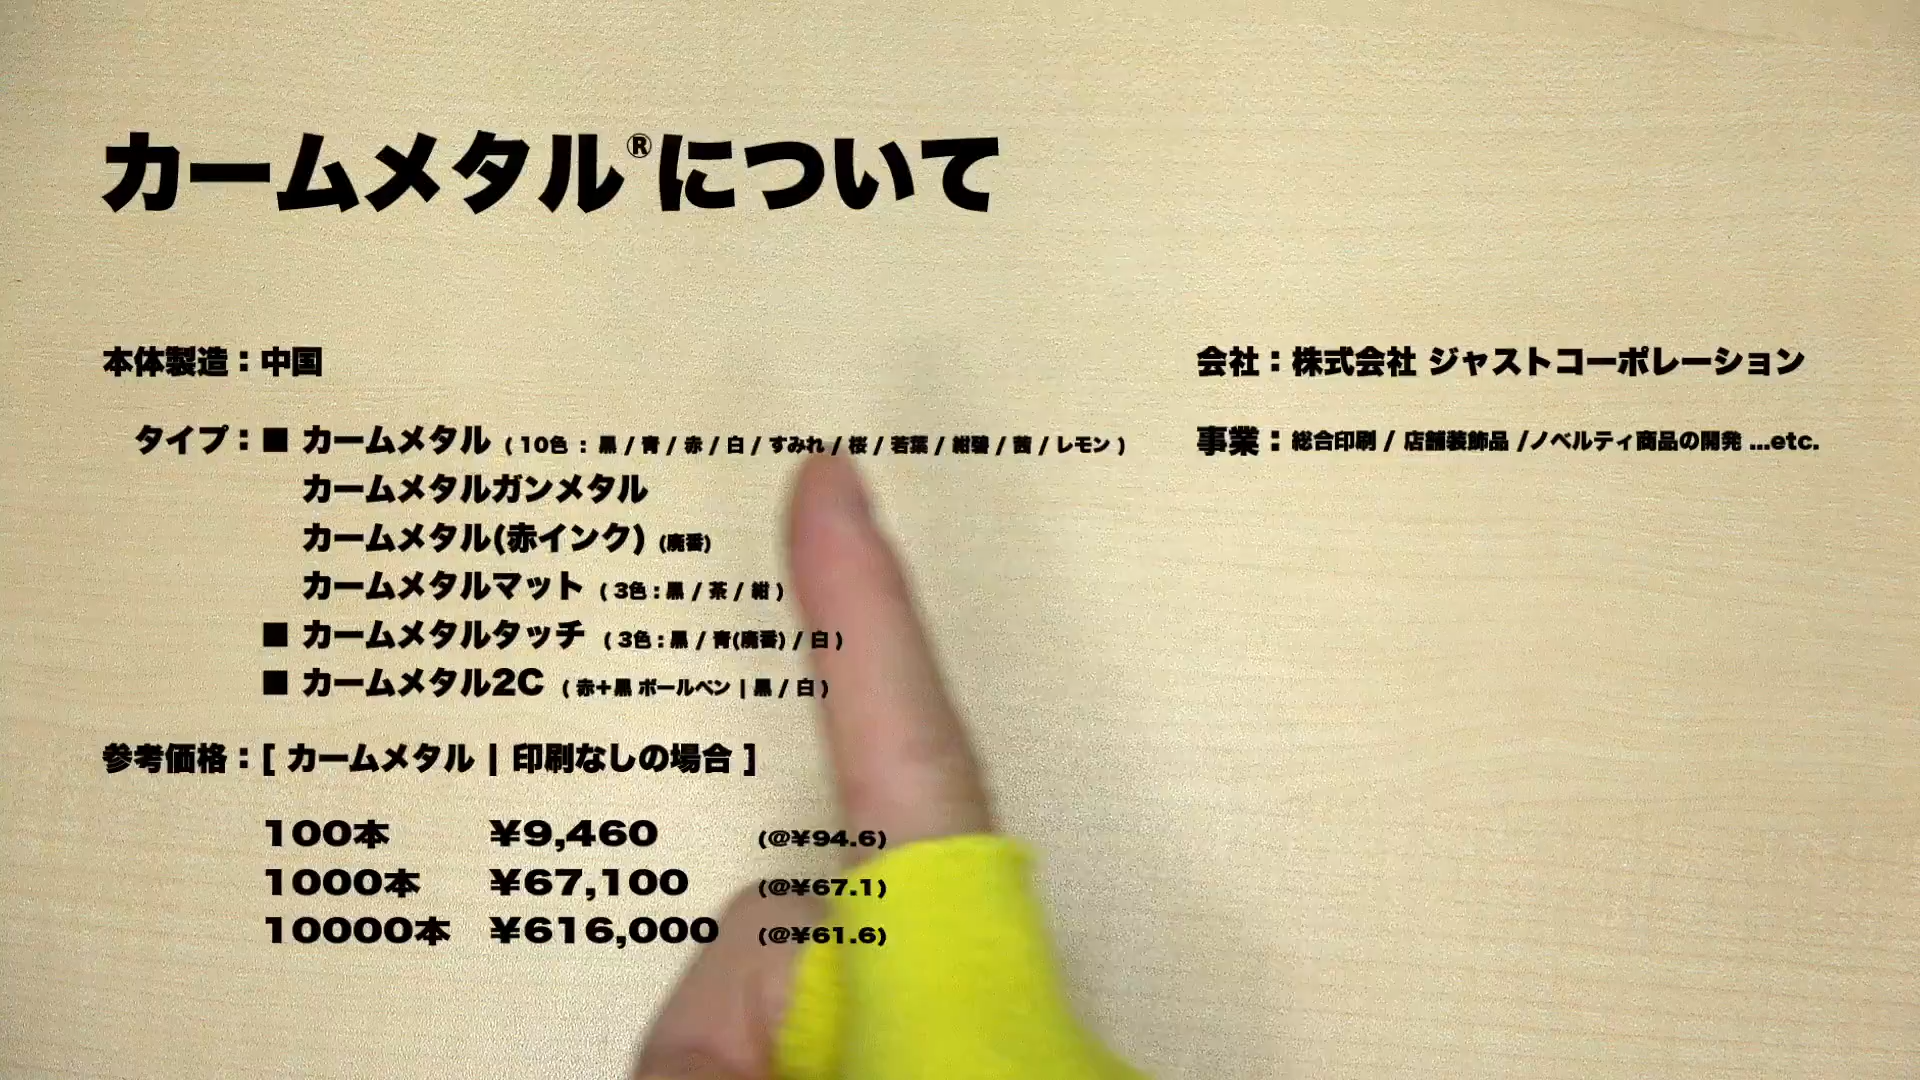 カームメタル®について
本体製造：中国
タイプ：■ カームメタル ( 10色 : 黒 / 青 / 赤 / 白 / すみれ / 桜 / 若葉 / 紺碧 / 茜 / レモン )
カームメタルガンメタル
カームメタル(赤インク) (廃番)
カームメタルマット ( 3色 : 黒 / 茶 / 紺 )
■ カームメタルタッチ ( 3色 : 黒 / 青(廃番) / 白 )
■ カームメタル2C ( 赤+黒 ボールペン | 黒 / 白 )
参考価格：[ カームメタル | 印刷なしの場合 ]
100本 ¥9,460 (@¥94.6)
1000本 ¥67,100 (@¥67.1)
10000本 ¥616,000 (@¥61.6)
会社：株式会社 ジャストコーポレーション
事業：総合印刷 / 店舗装飾品 /ノベルティ商品の開発 ...etc.